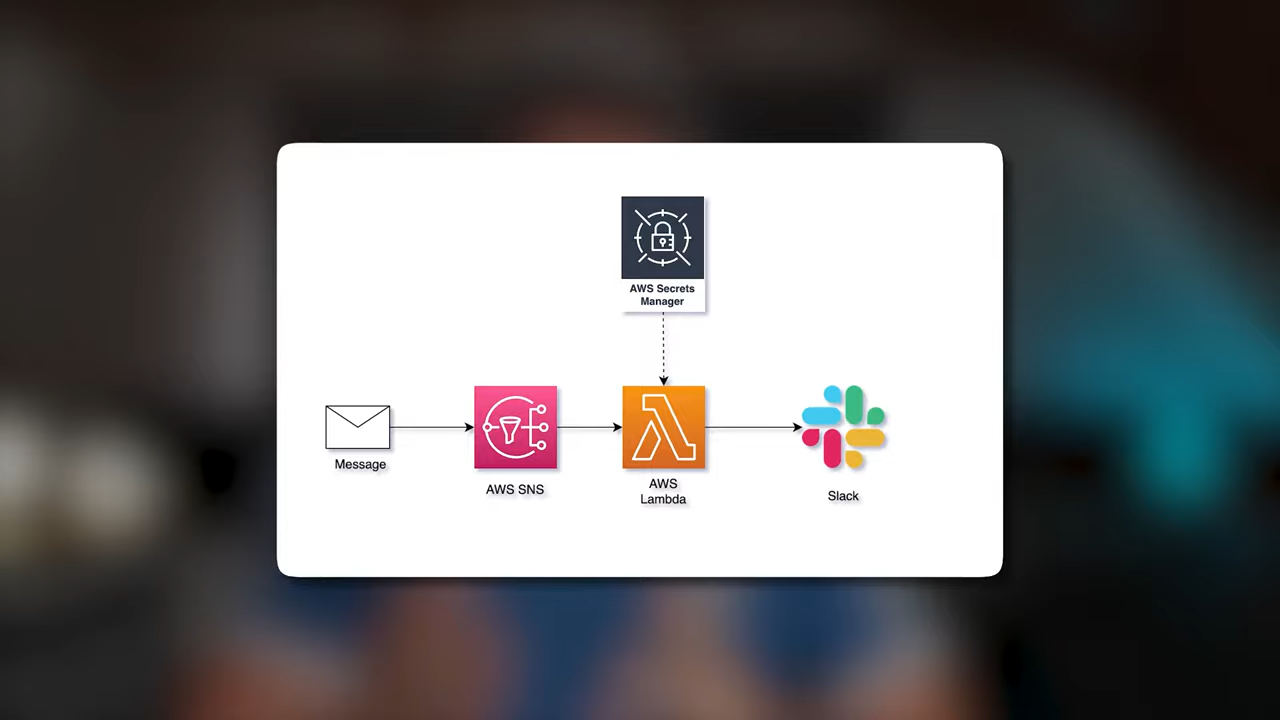 AWS Secrets
Manager
Message
AWS SNS
AWS
Lambda
Slack